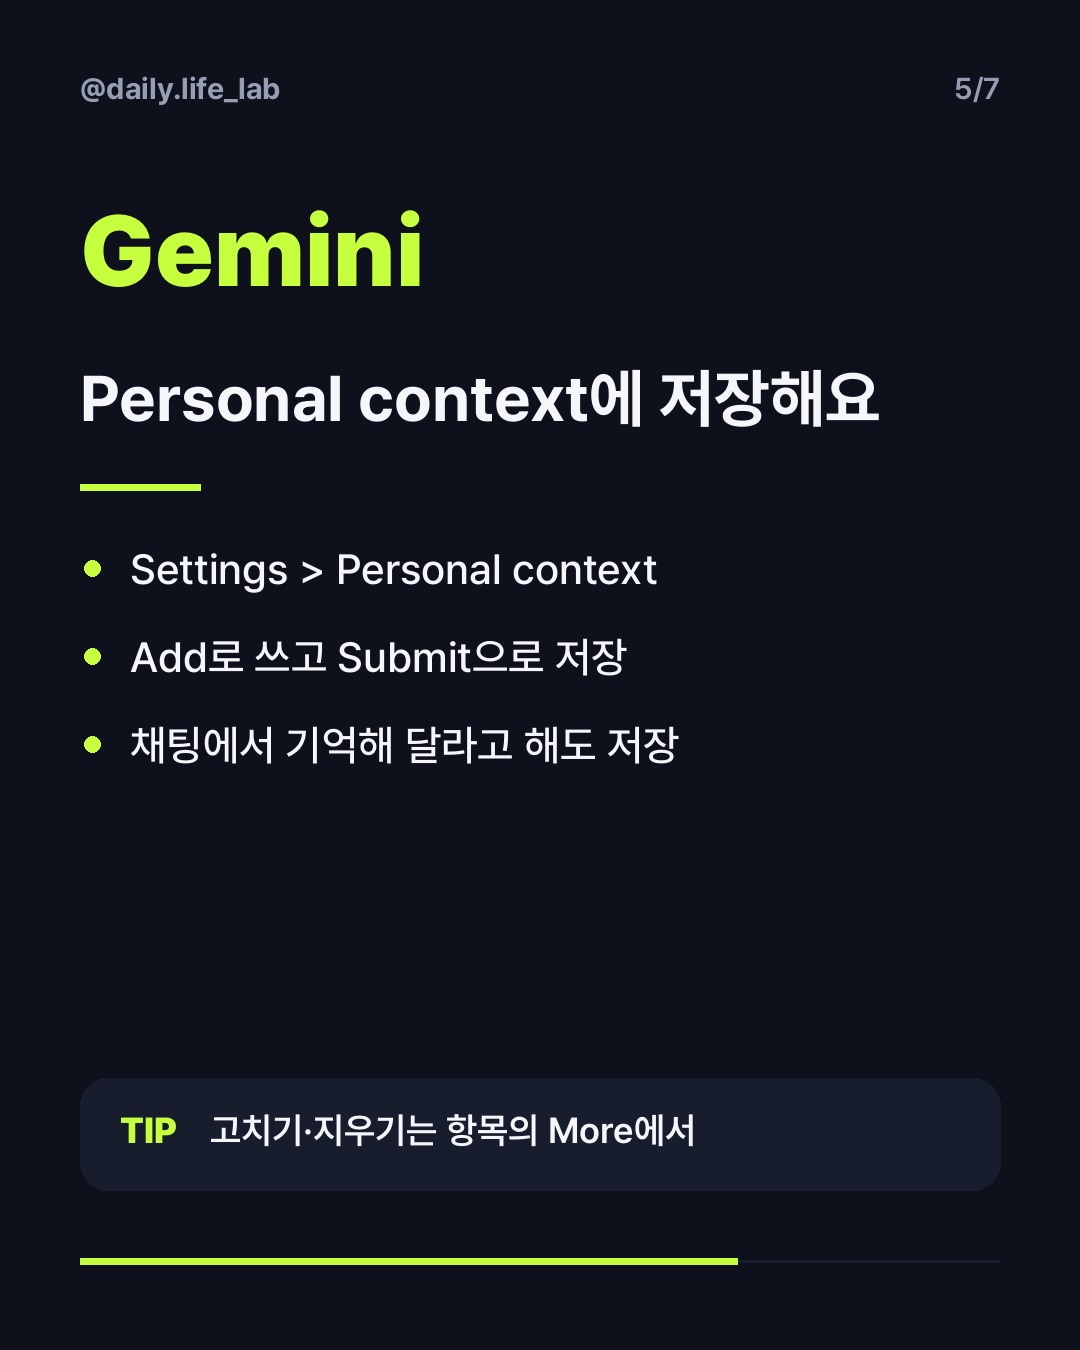 @daily.life_lab
5/7
Gemini
Personal context에 저장해요
Settings > Personal context
Add로 쓰고 Submit으로 저장
채팅에서 기억해 달라고 해도 저장
TIP 고치기·지우기는 항목의 More에서